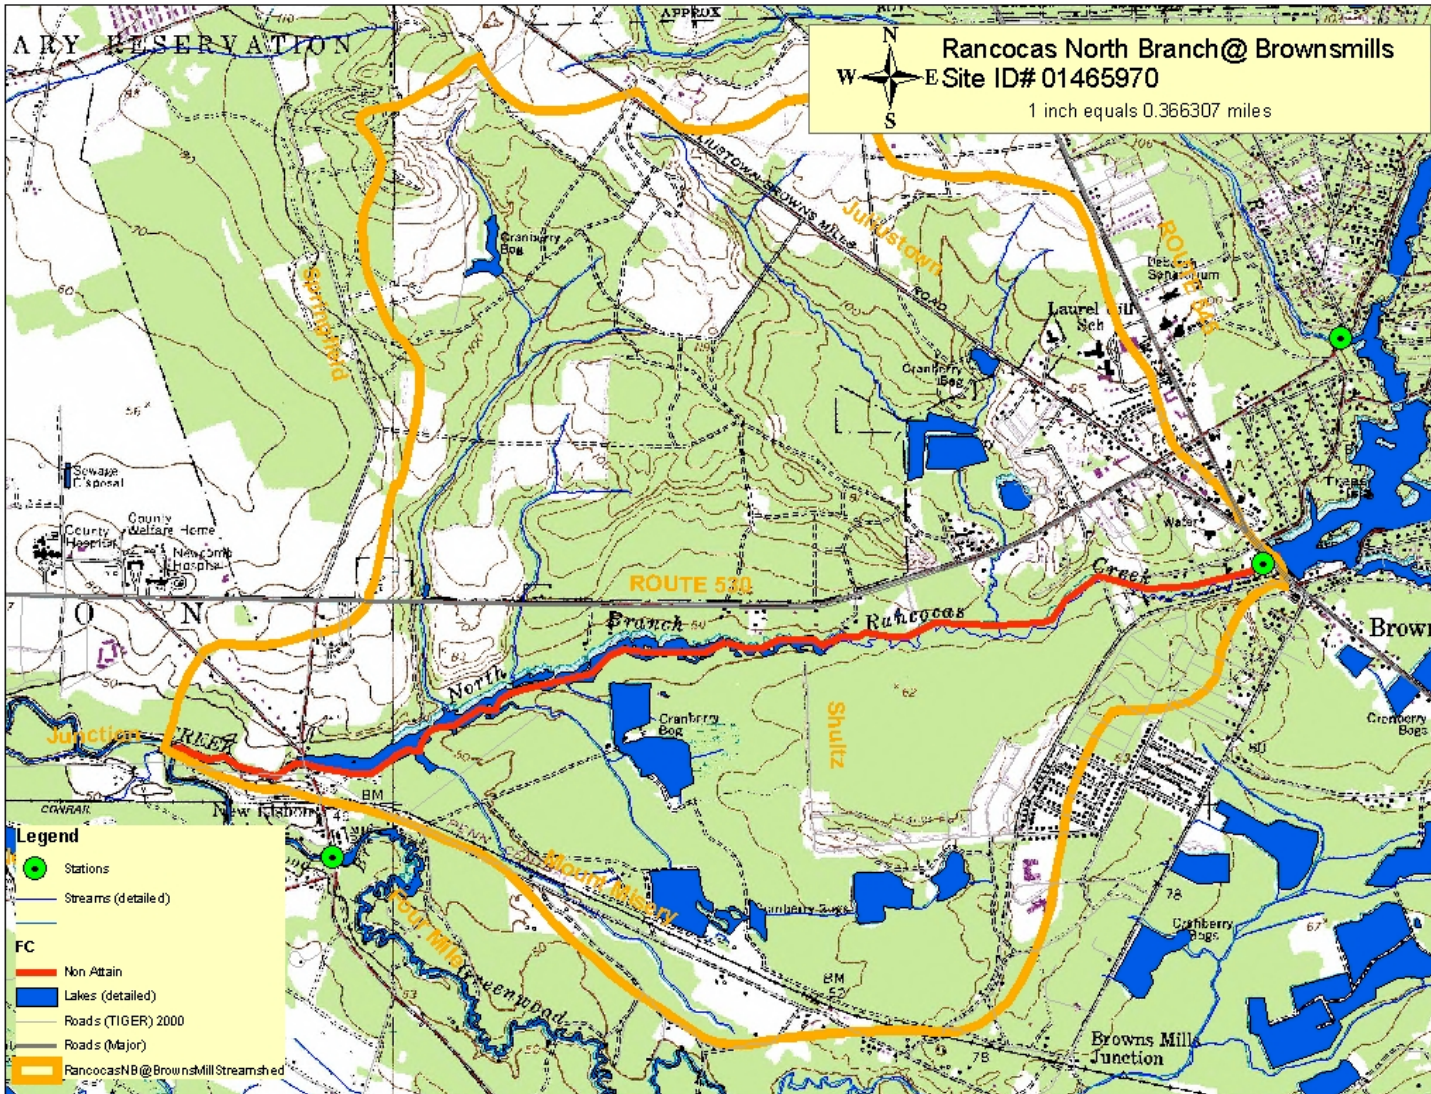 ARY RESERVATION
APPROX
N
W E
S
Rancocas North Branch@ Brownsmills
Site ID# 01465970
1 inch equals 0.366307 miles
Cranberry
Bog
Springfield
JULIUSTOWN BROWNS MILLS ROAD
Juliustown
ROUTE 545
Laurel Hill
Sch
Cranberry
Bog
Sewage
Disposal
County
Hospital
County
Welfare Home
Newcomb
Hospital
Water
ROUTE 530
O N
North Branch Rancocas Creek
Brown
Cranberry
Bog
Shultz
Junction
CREEK
BM
New Lisbon
Mount Misery
Cranberry Bogs
Four Mile
Greenwood
BM
52
Cranberry
Bogs
Cranberry
Bogs
Browns Mills
Junction
Legend
Stations
Streams (detailed)
FC
Non Attain
Lakes (detailed)
Roads (TIGER) 2000
Roads (Major)
RancocasNB@BrownsMillStreamshed